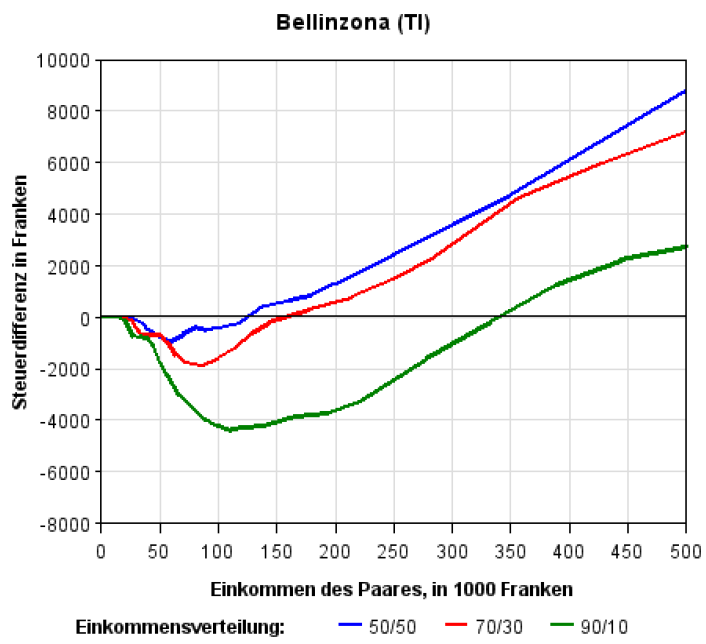 Bellinzona (TI)
Steuerdifferenz in Franken
10000
8000
6000
4000
2000
0
-2000
-4000
-6000
-8000
0 50 100 150 200 250 300 350 400 450 500
Einkommen des Paares, in 1000 Franken
Einkommensverteilung: 50/50 70/30 90/10